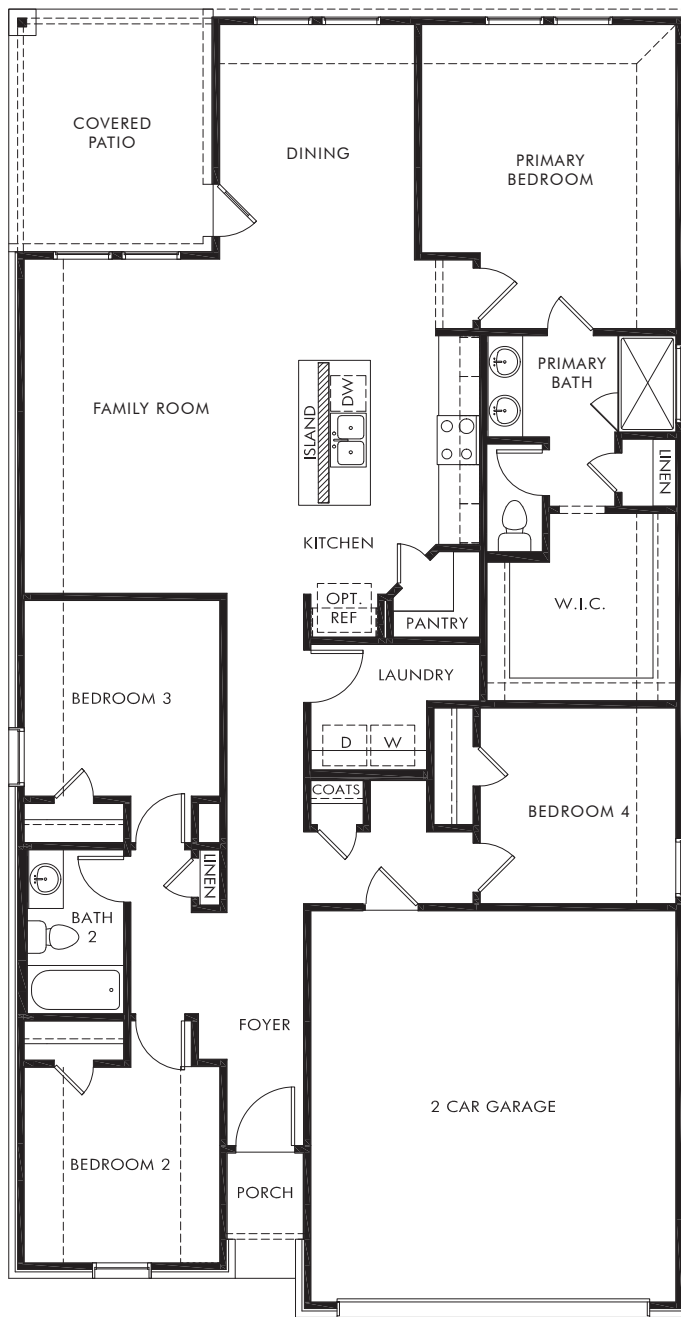 COVERED
PATIO
DINING
PRIMARY
BEDROOM
FAMILY ROOM
ISLAND
DW
PRIMARY
BATH
LINEN
KITCHEN
OPT.
REF
PANTRY
W.I.C.
LAUNDRY
BEDROOM 3
D
W
COATS
BEDROOM 4
LINEN
BATH
2
FOYER
2 CAR GARAGE
BEDROOM 2
PORCH